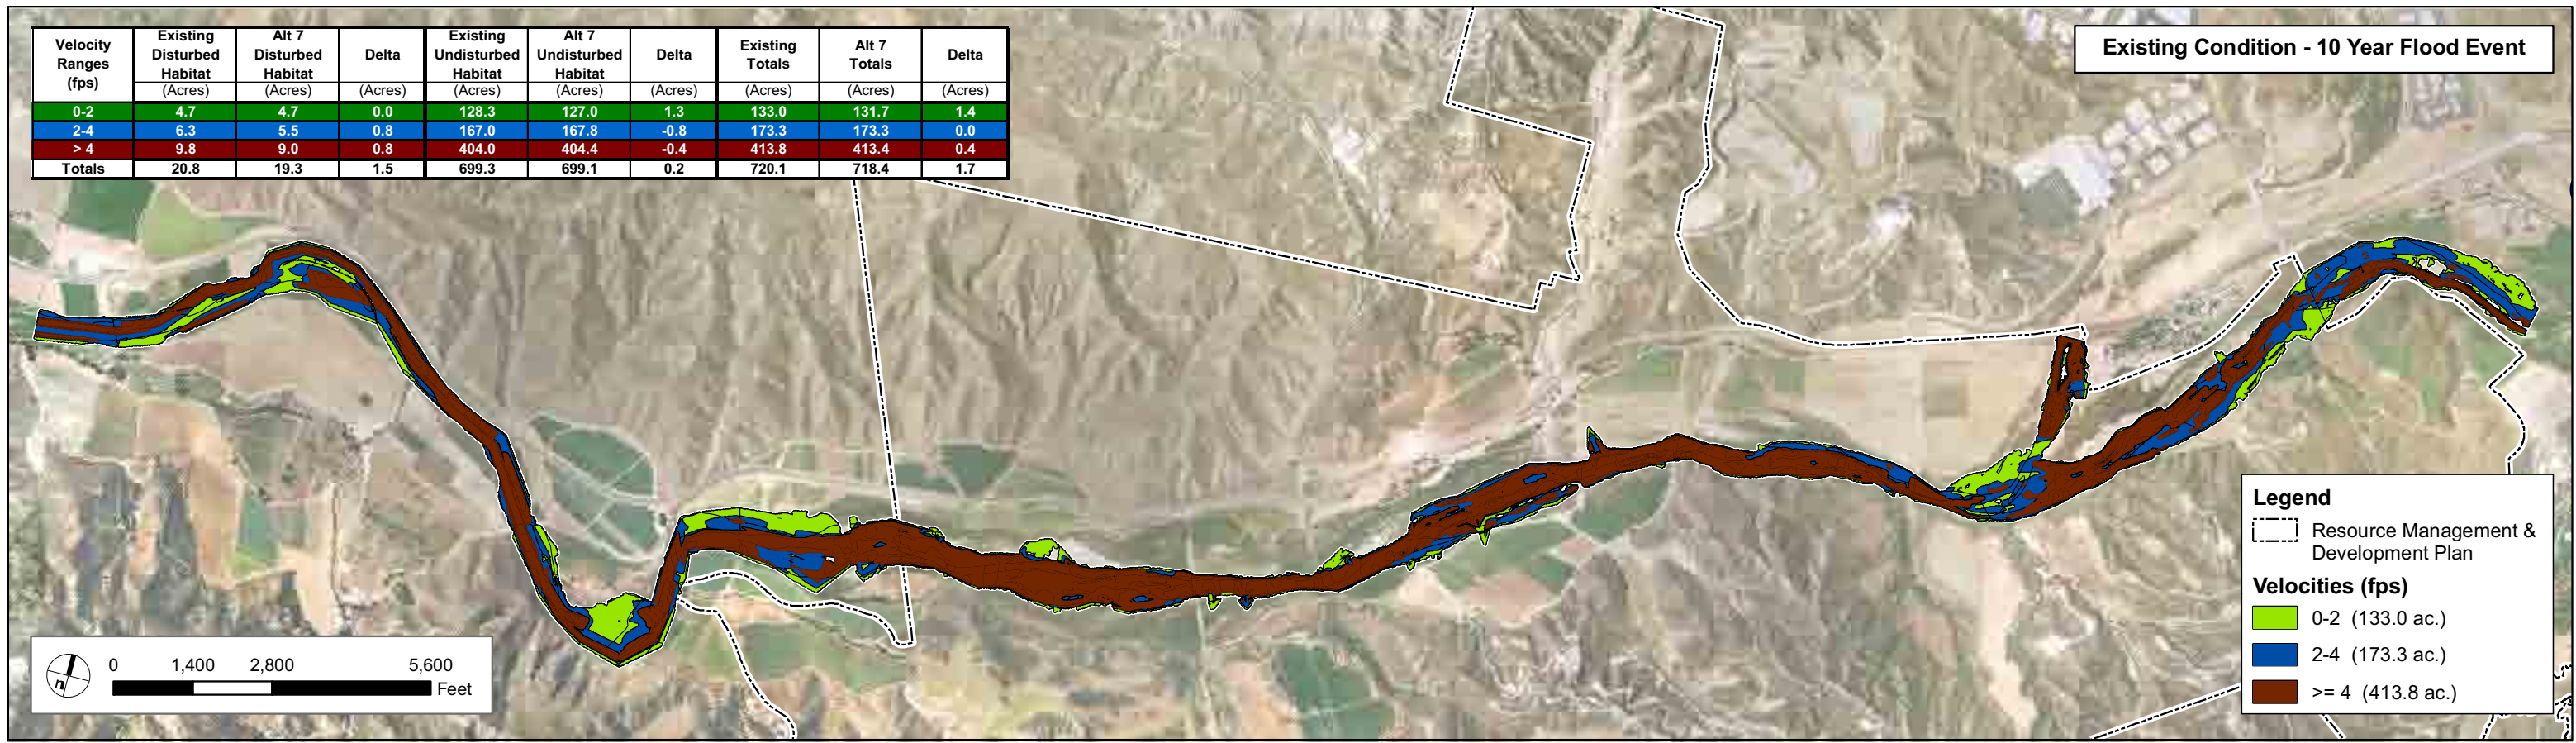 Existing Condition - 10 Year Flood Event
Velocity Ranges (fps) | Existing Disturbed Habitat (Acres) | Alt 7 Disturbed Habitat (Acres) | Delta (Acres) | Existing Undisturbed Habitat (Acres) | Alt 7 Undisturbed Habitat (Acres) | Delta (Acres) | Existing Totals (Acres) | Alt 7 Totals (Acres) | Delta (Acres)
0-2 | 4.7 | 4.7 | 0.0 | 128.3 | 127.0 | 1.3 | 133.0 | 131.7 | 1.4
2-4 | 6.3 | 5.5 | 0.8 | 167.0 | 167.8 | -0.8 | 173.3 | 173.3 | 0.0
> 4 | 9.8 | 9.0 | 0.8 | 404.0 | 404.4 | -0.4 | 413.8 | 413.4 | 0.4
Totals | 20.8 | 19.3 | 1.5 | 699.3 | 699.1 | 0.2 | 720.1 | 718.4 | 1.7
n
0 1,400 2,800 5,600
Feet
Legend
Resource Management &
Development Plan
Velocities (fps)
0-2 (133.0 ac.)
2-4 (173.3 ac.)
>= 4 (413.8 ac.)